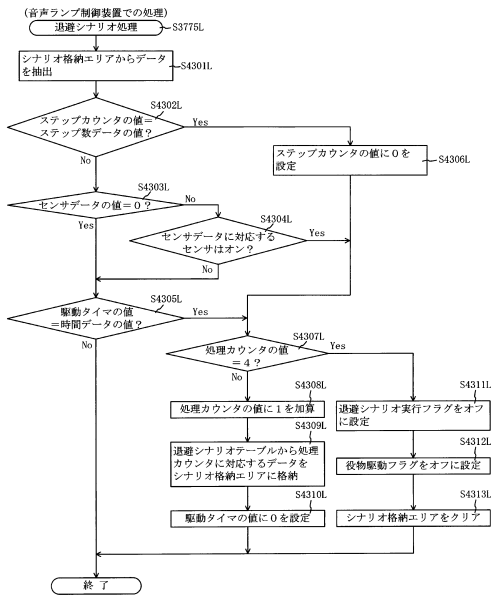 (音声ランプ制御装置での処理)
退避シナリオ処理
S3775L
シナリオ格納エリアからデータ
を抽出
S4301L
S4302L
ステップカウンタの値=
ステップ数データの値?
Yes
No
ステップカウンタの値に0を
設定
S4306L
S4303L
センサデータの値=0?
No
Yes
S4304L
センサデータに対応する
センサはオン?
Yes
No
S4305L
駆動タイマの値
=時間データの値?
Yes
No
S4307L
処理カウンタの値
=4?
Yes
No
S4308L
処理カウンタの値に1を加算
S4309L
退避シナリオテーブルから処理
カウンタに対応するデータを
シナリオ格納エリアに格納
S4310L
駆動タイマの値に0を設定
S4311L
退避シナリオ実行フラグをオフ
に設定
S4312L
役物駆動フラグをオフに設定
S4313L
シナリオ格納エリアをクリア
終了